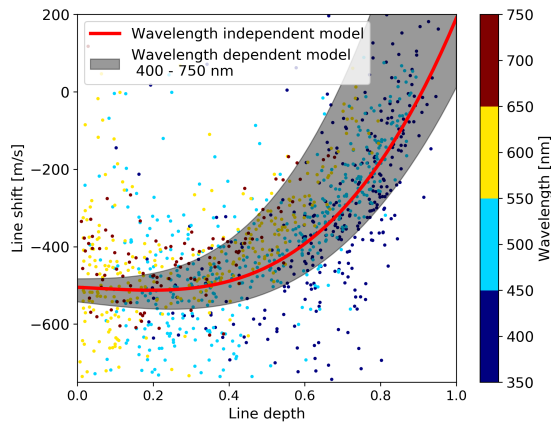 Wavelength independent model
Wavelength dependent model
400 - 750 nm
200
0
−200
−400
−600
Line shift [m/s]
0.0 0.2 0.4 0.6 0.8 1.0
Line depth
750
700
650
600
550
500
450
400
350
Wavelength [nm]